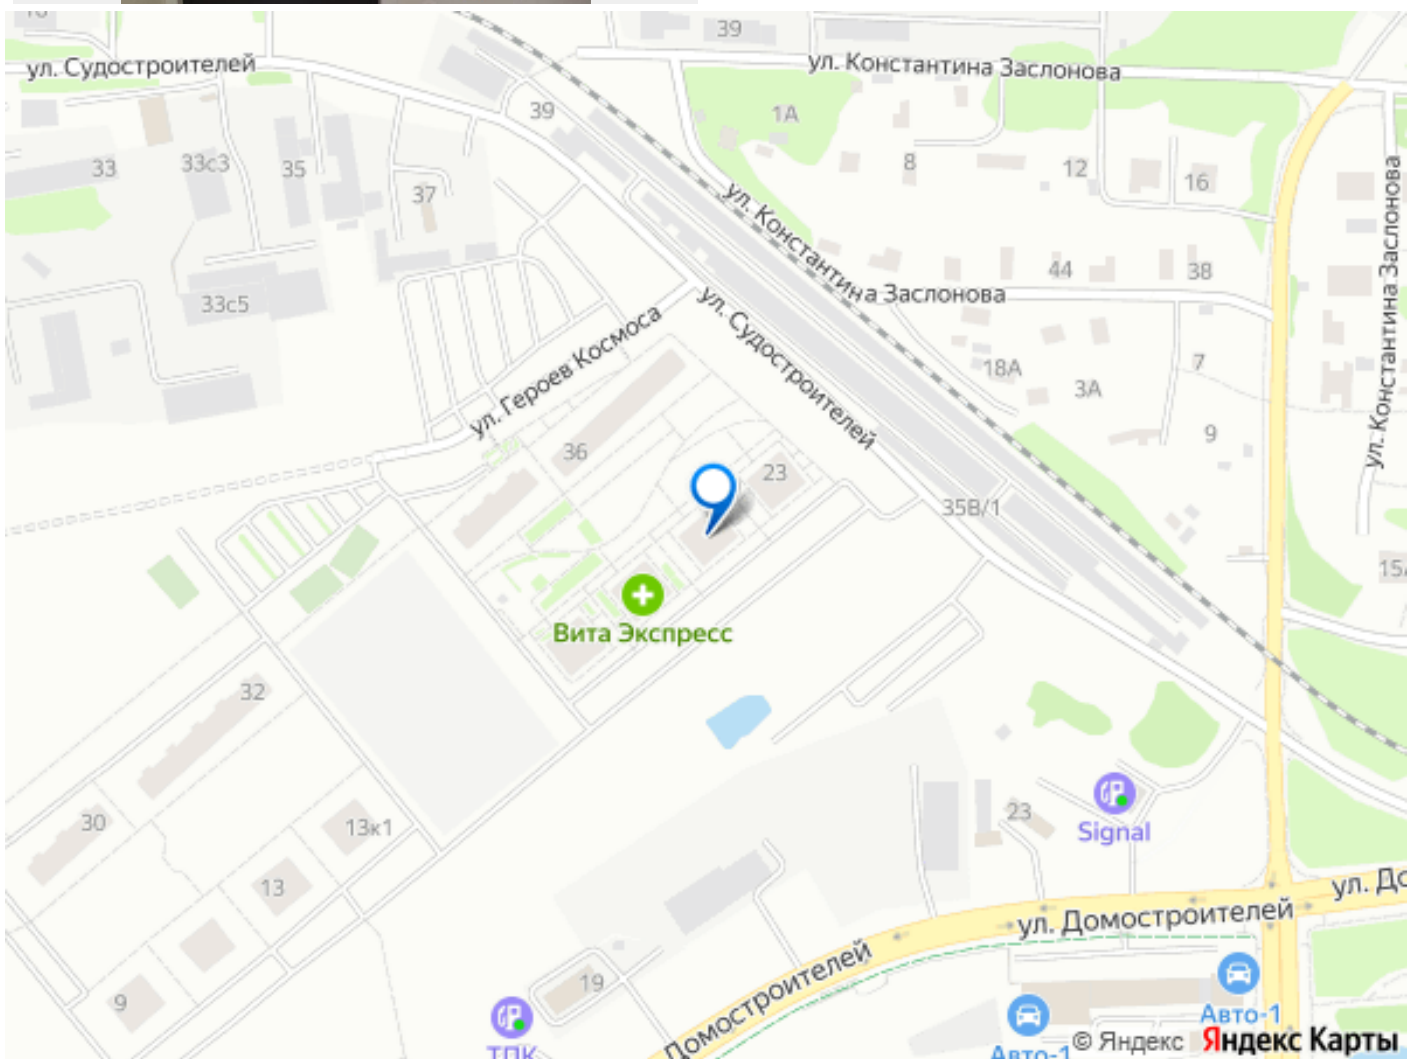 39
ул. Судостроителей
ул. Константина Заслонова
39
1А
33
33с3
35
37
8
12
16
ул. Константина Заслонова
ул. Константина Заслонова
44
38
33с5
ул. Героев Космоса
ул. Судостроителей
18А
3А
7
9
36
23
35В/1
Вита Экспресс
32
30
13к1
13
9
23
Signal
ул. Домостроителей
ул. До
19
Домостроителей
ТПК
Авто-1
Авто-1
© Яндекс Яндекс Карты